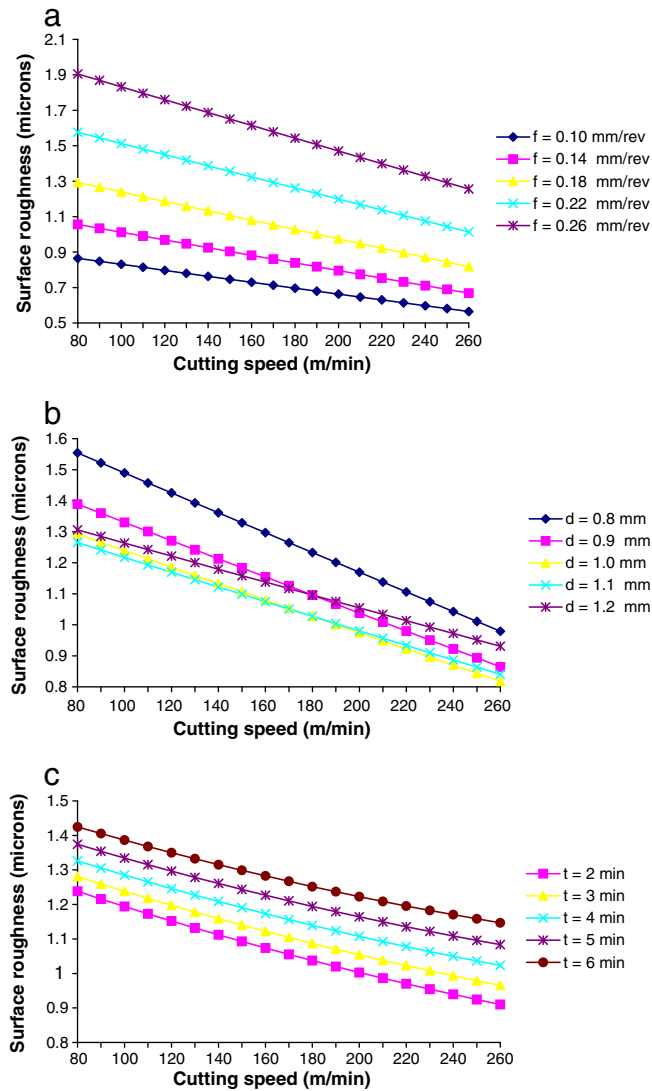 a
2.1
1.9
1.7
1.5
1.3
1.1
0.9
0.7
0.5
Surface roughness (microns)
80 100 120 140 160 180 200 220 240 260
Cutting speed (m/min)
f = 0.10 mm/rev
f = 0.14 mm/rev
f = 0.18 mm/rev
f = 0.22 mm/rev
f = 0.26 mm/rev
b
1.6
1.5
1.4
1.3
1.2
1.1
1
0.9
0.8
Surface roughness (microns)
80 100 120 140 160 180 200 220 240 260
Cutting speed (m/min)
d = 0.8 mm
d = 0.9 mm
d = 1.0 mm
d = 1.1 mm
d = 1.2 mm
c
1.5
1.4
1.3
1.2
1.1
1
0.9
0.8
Surface roughness (microns)
80 100 120 140 160 180 200 220 240 260
Cutting speed (m/min)
t = 2 min
t = 3 min
t = 4 min
t = 5 min
t = 6 min